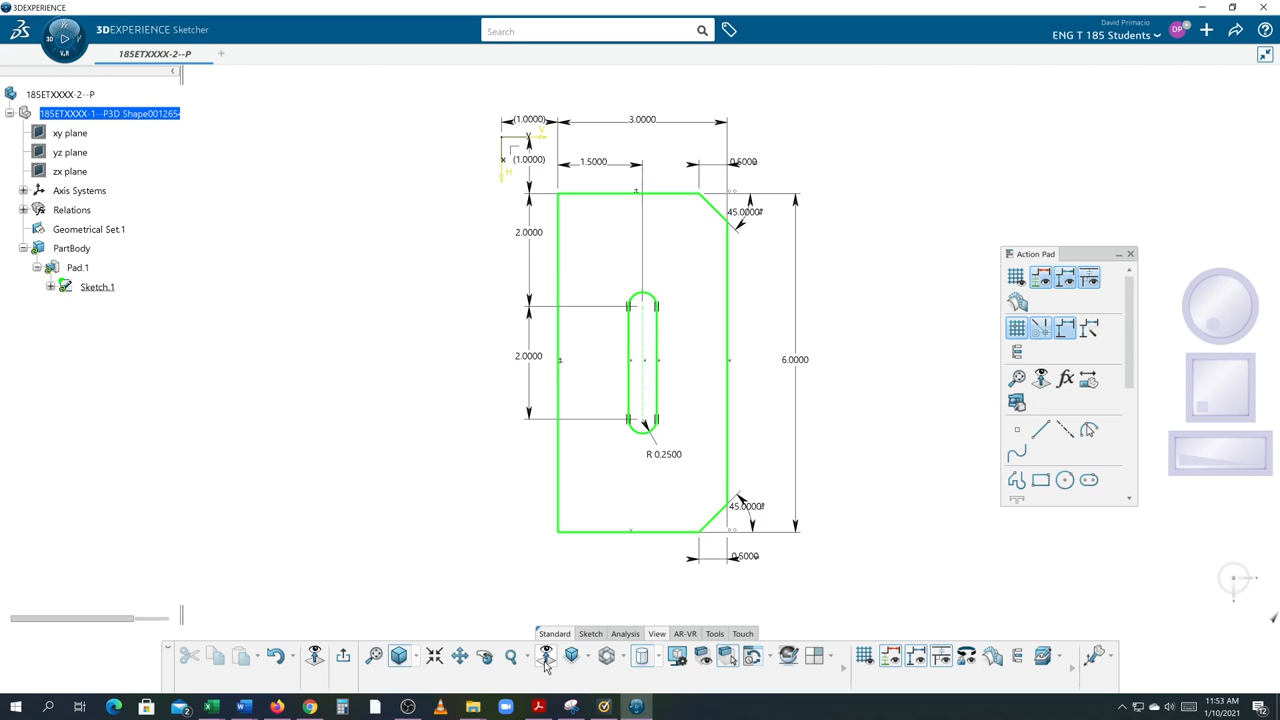 3DEXPERIENCE
3DEXPERIENCE Sketcher
Search
David Primacio
ENG T 185 Students
DP
3D
V.R
185ETXXXX-2--P
185ETXXXX-2--P
185ETXXXX-1--P3D Shape001265
xy plane
yz plane
zx plane
Axis Systems
Relations
Geometrical Set.1
PartBody
Pad.1
Sketch.1
(1.0000)
3.0000
V
(1.0000)
H
1.5000
0.5000
45.0000°
2.0000
2.0000
6.0000
R 0.2500
45.0000°
0.5000
Action Pad
Standard
Sketch
Analysis
View
AR-VR
Tools
Touch
11:53 AM
1/10/2021